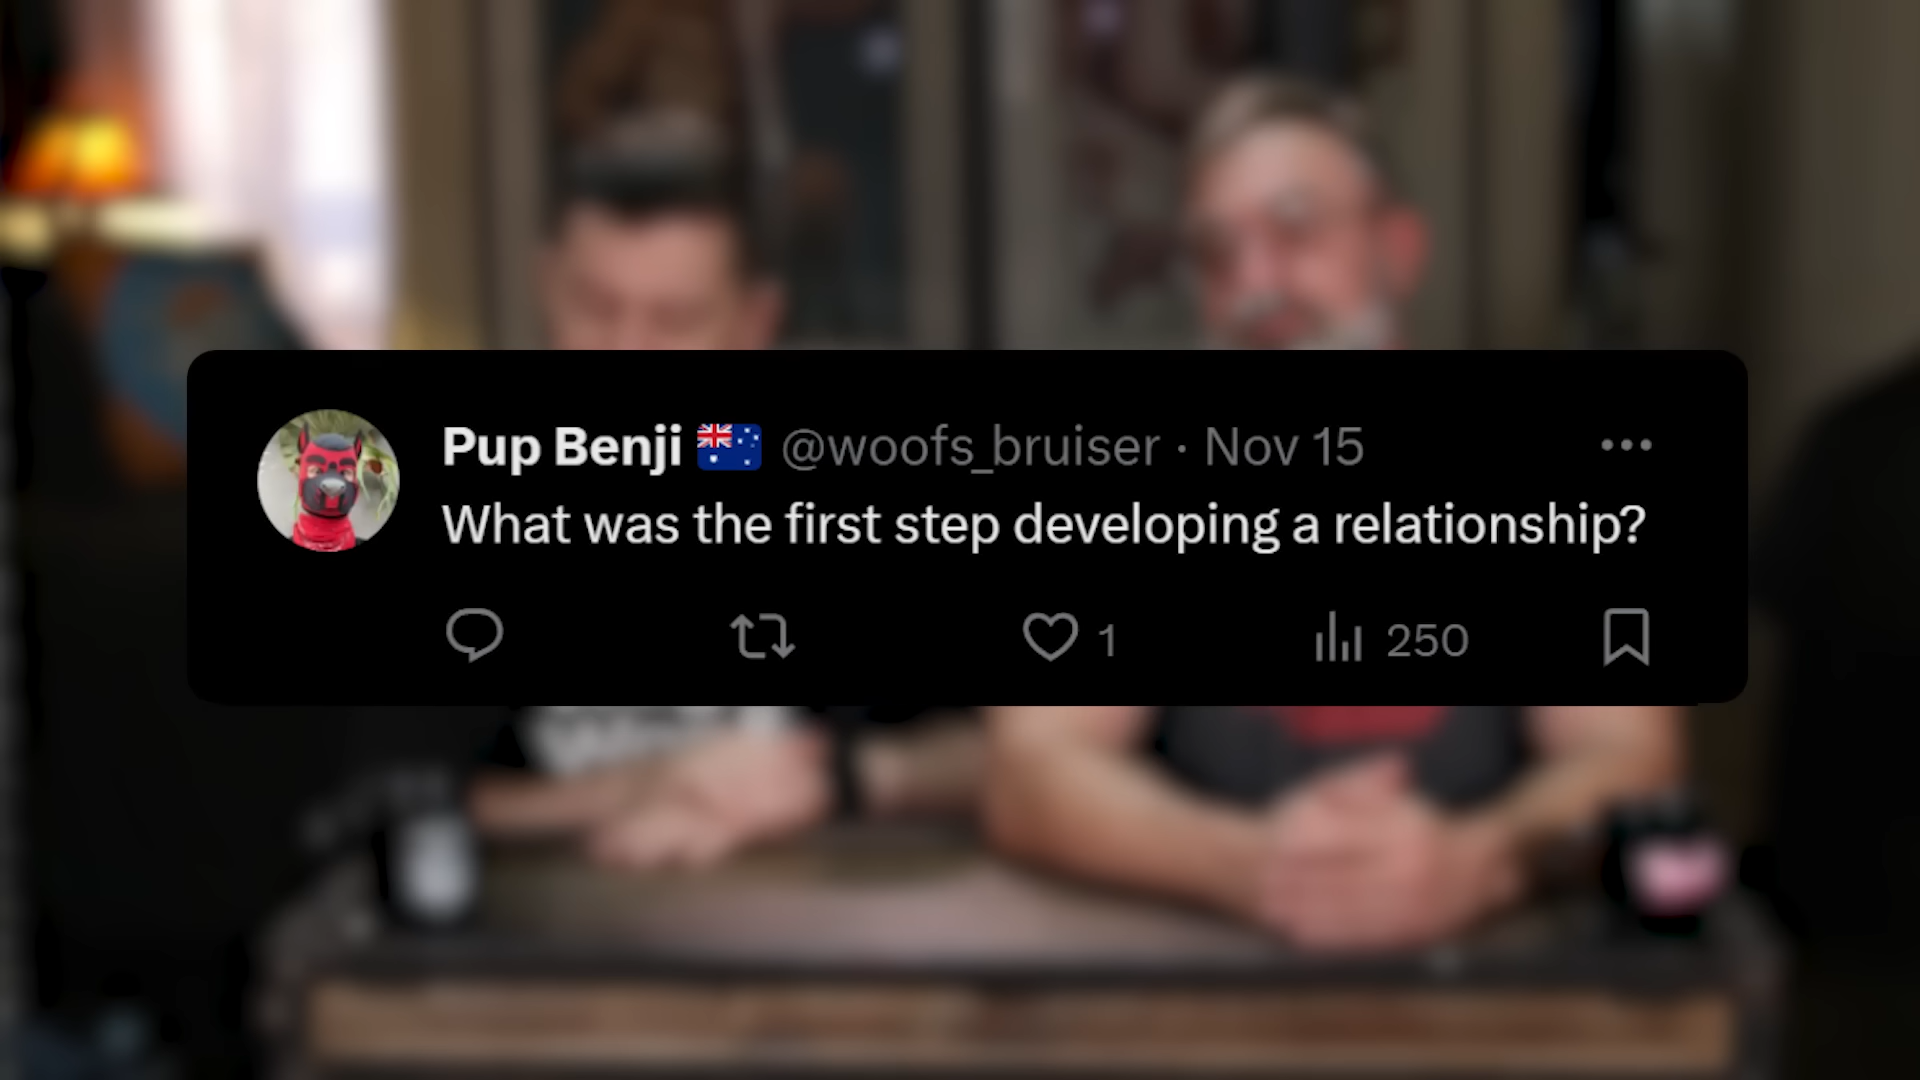 Pup Benji 🇦🇺 @woofs_bruiser · Nov 15
What was the first step developing a relationship?
1 250